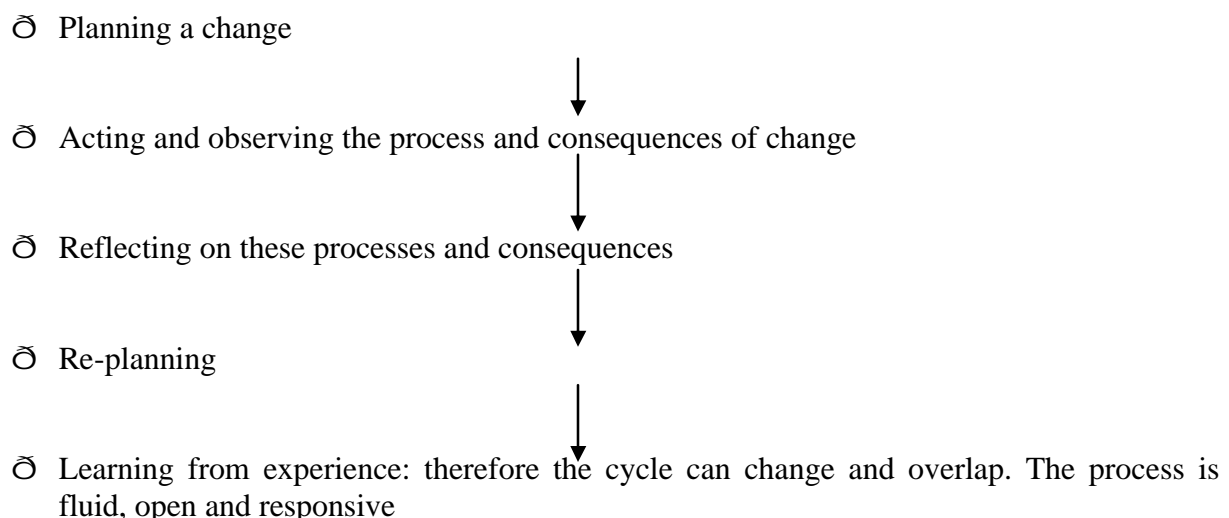 Ŏ Planning a change
Ŏ Acting and observing the process and consequences of change
Ŏ Reflecting on these processes and consequences
Ŏ Re-planning
Ŏ Learning from experience: therefore the cycle can change and overlap. The process is
fluid, open and responsive